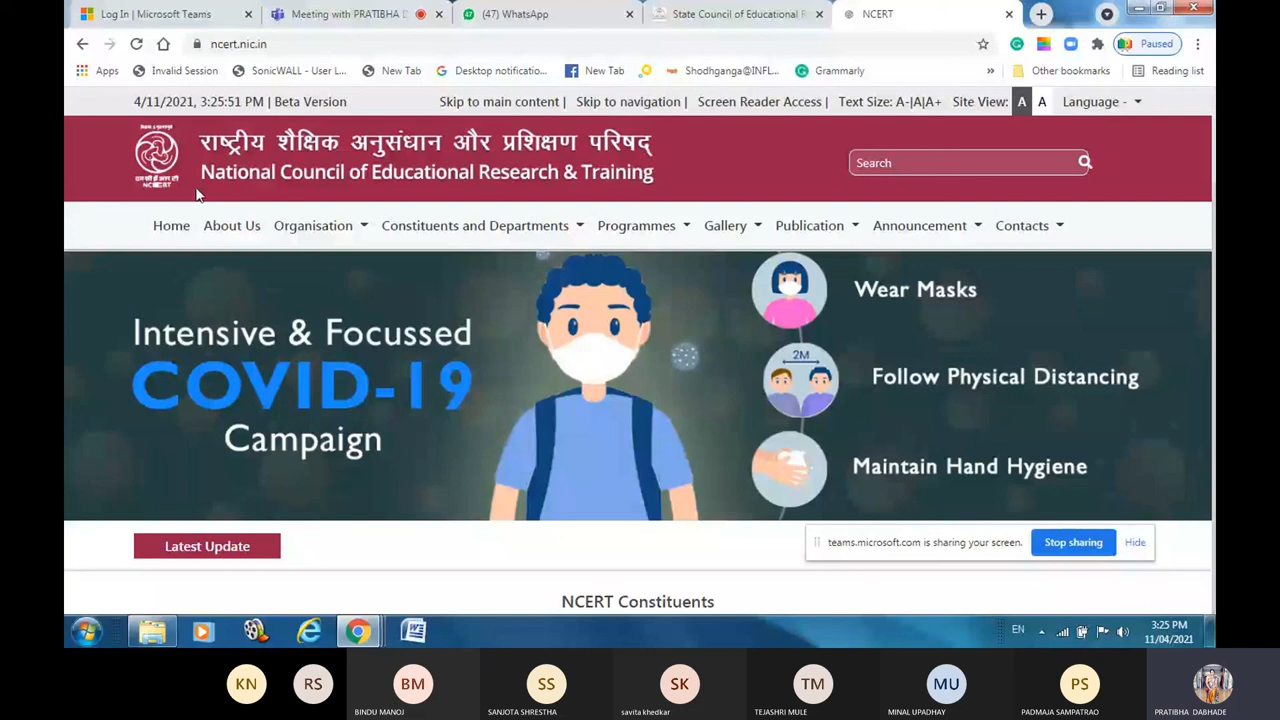 Log In | Microsoft Teams
Meeting with PRATIBHA D
(47) WhatsApp
State Council of Educational R
NCERT
ncert.nic.in
Paused
Apps
Invalid Session
SonicWALL - User L...
New Tab
Desktop notificatio...
New Tab
Shodhganga@INFL...
Grammarly
»
Other bookmarks
Reading list
4/11/2021, 3:25:51 PM | Beta Version
Skip to main content |
Skip to navigation |
Screen Reader Access |
Text Size: A-|A|A+
Site View: A A
Language -
राष्ट्रीय शैक्षिक अनुसंधान और प्रशिक्षण परिषद्
National Council of Educational Research & Training
NCERT
Search
Home
About Us
Organisation
Constituents and Departments
Programmes
Gallery
Publication
Announcement
Contacts
Intensive & Focussed
COVID-19
Campaign
Wear Masks
2M
Follow Physical Distancing
Maintain Hand Hygiene
Latest Update
teams.microsoft.com is sharing your screen.
Stop sharing
Hide
NCERT Constituents
EN
3:25 PM
11/04/2021
KN
RS
BM
SS
SK
TM
MU
PS
BINDU MANOJ
SANJOTA SHRESTHA
savita khedkar
TEJASHRI MULE
MINAL UPADHAY
PADMAJA SAMPATRAO
PRATIBHA DABHADE